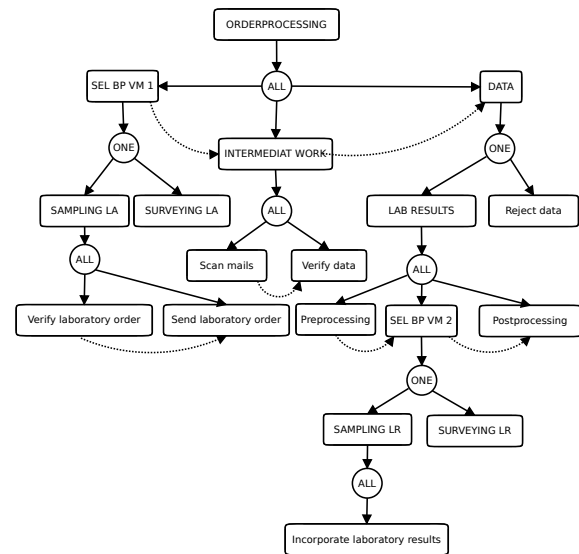 ORDERPROCESSING
SEL BP VM 1
ALL
DATA
ONE
INTERMEDIAT WORK
ONE
SAMPLING LA
SURVEYING LA
ALL
LAB RESULTS
Reject data
ALL
Scan mails
Verify data
ALL
Verify laboratory order
Send laboratory order
Preprocessing
SEL BP VM 2
Postprocessing
ONE
SAMPLING LR
SURVEYING LR
ALL
Incorporate laboratory results